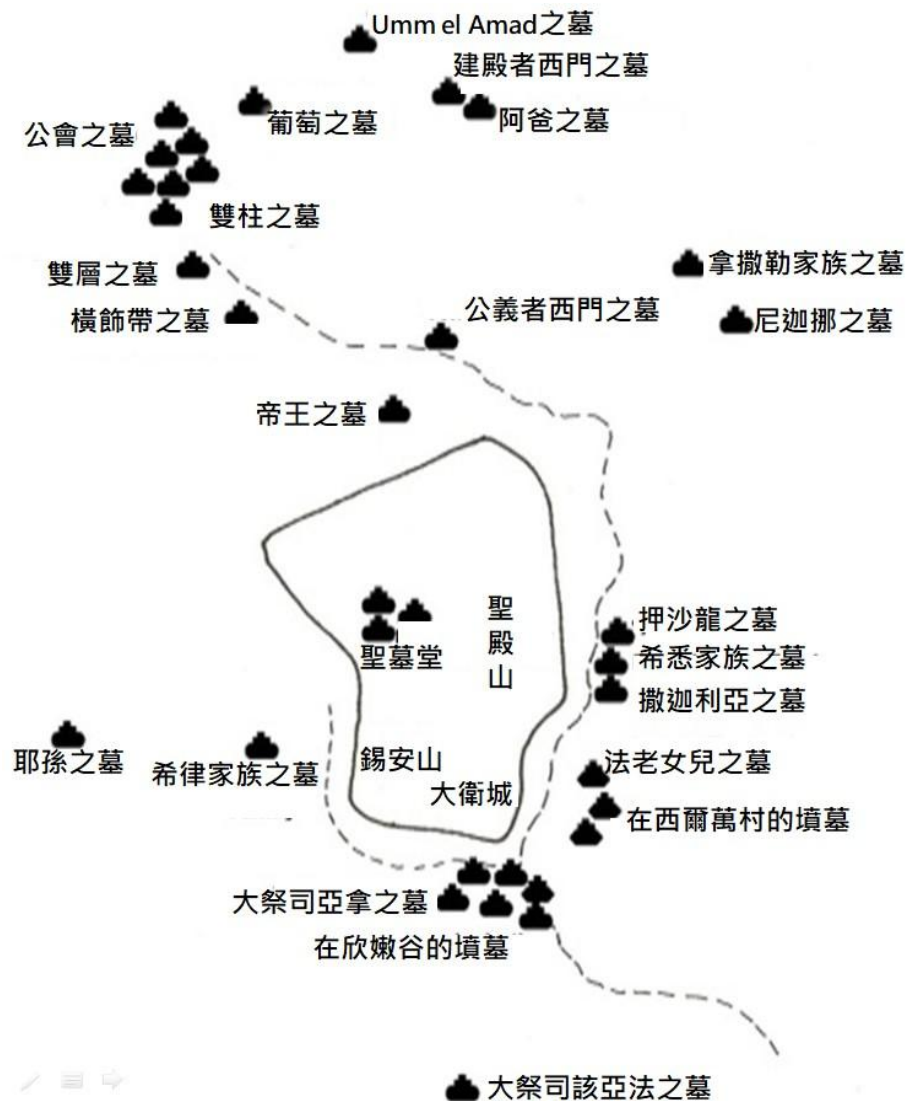 Umm el Amad之墓
建殿者西門之墓
葡萄之墓
阿爸之墓
公會之墓
雙柱之墓
雙層之墓
拿撒勒家族之墓
橫飾帶之墓
公義者西門之墓
尼迦挪之墓
帝王之墓
聖殿山
聖墓堂
押沙龍之墓
希悉家族之墓
撒迦利亞之墓
耶孫之墓
希律家族之墓
錫安山
法老女兒之墓
大衛城
在西爾萬村的墳墓
大祭司亞拿之墓
在欣嫩谷的墳墓
大祭司該亞法之墓